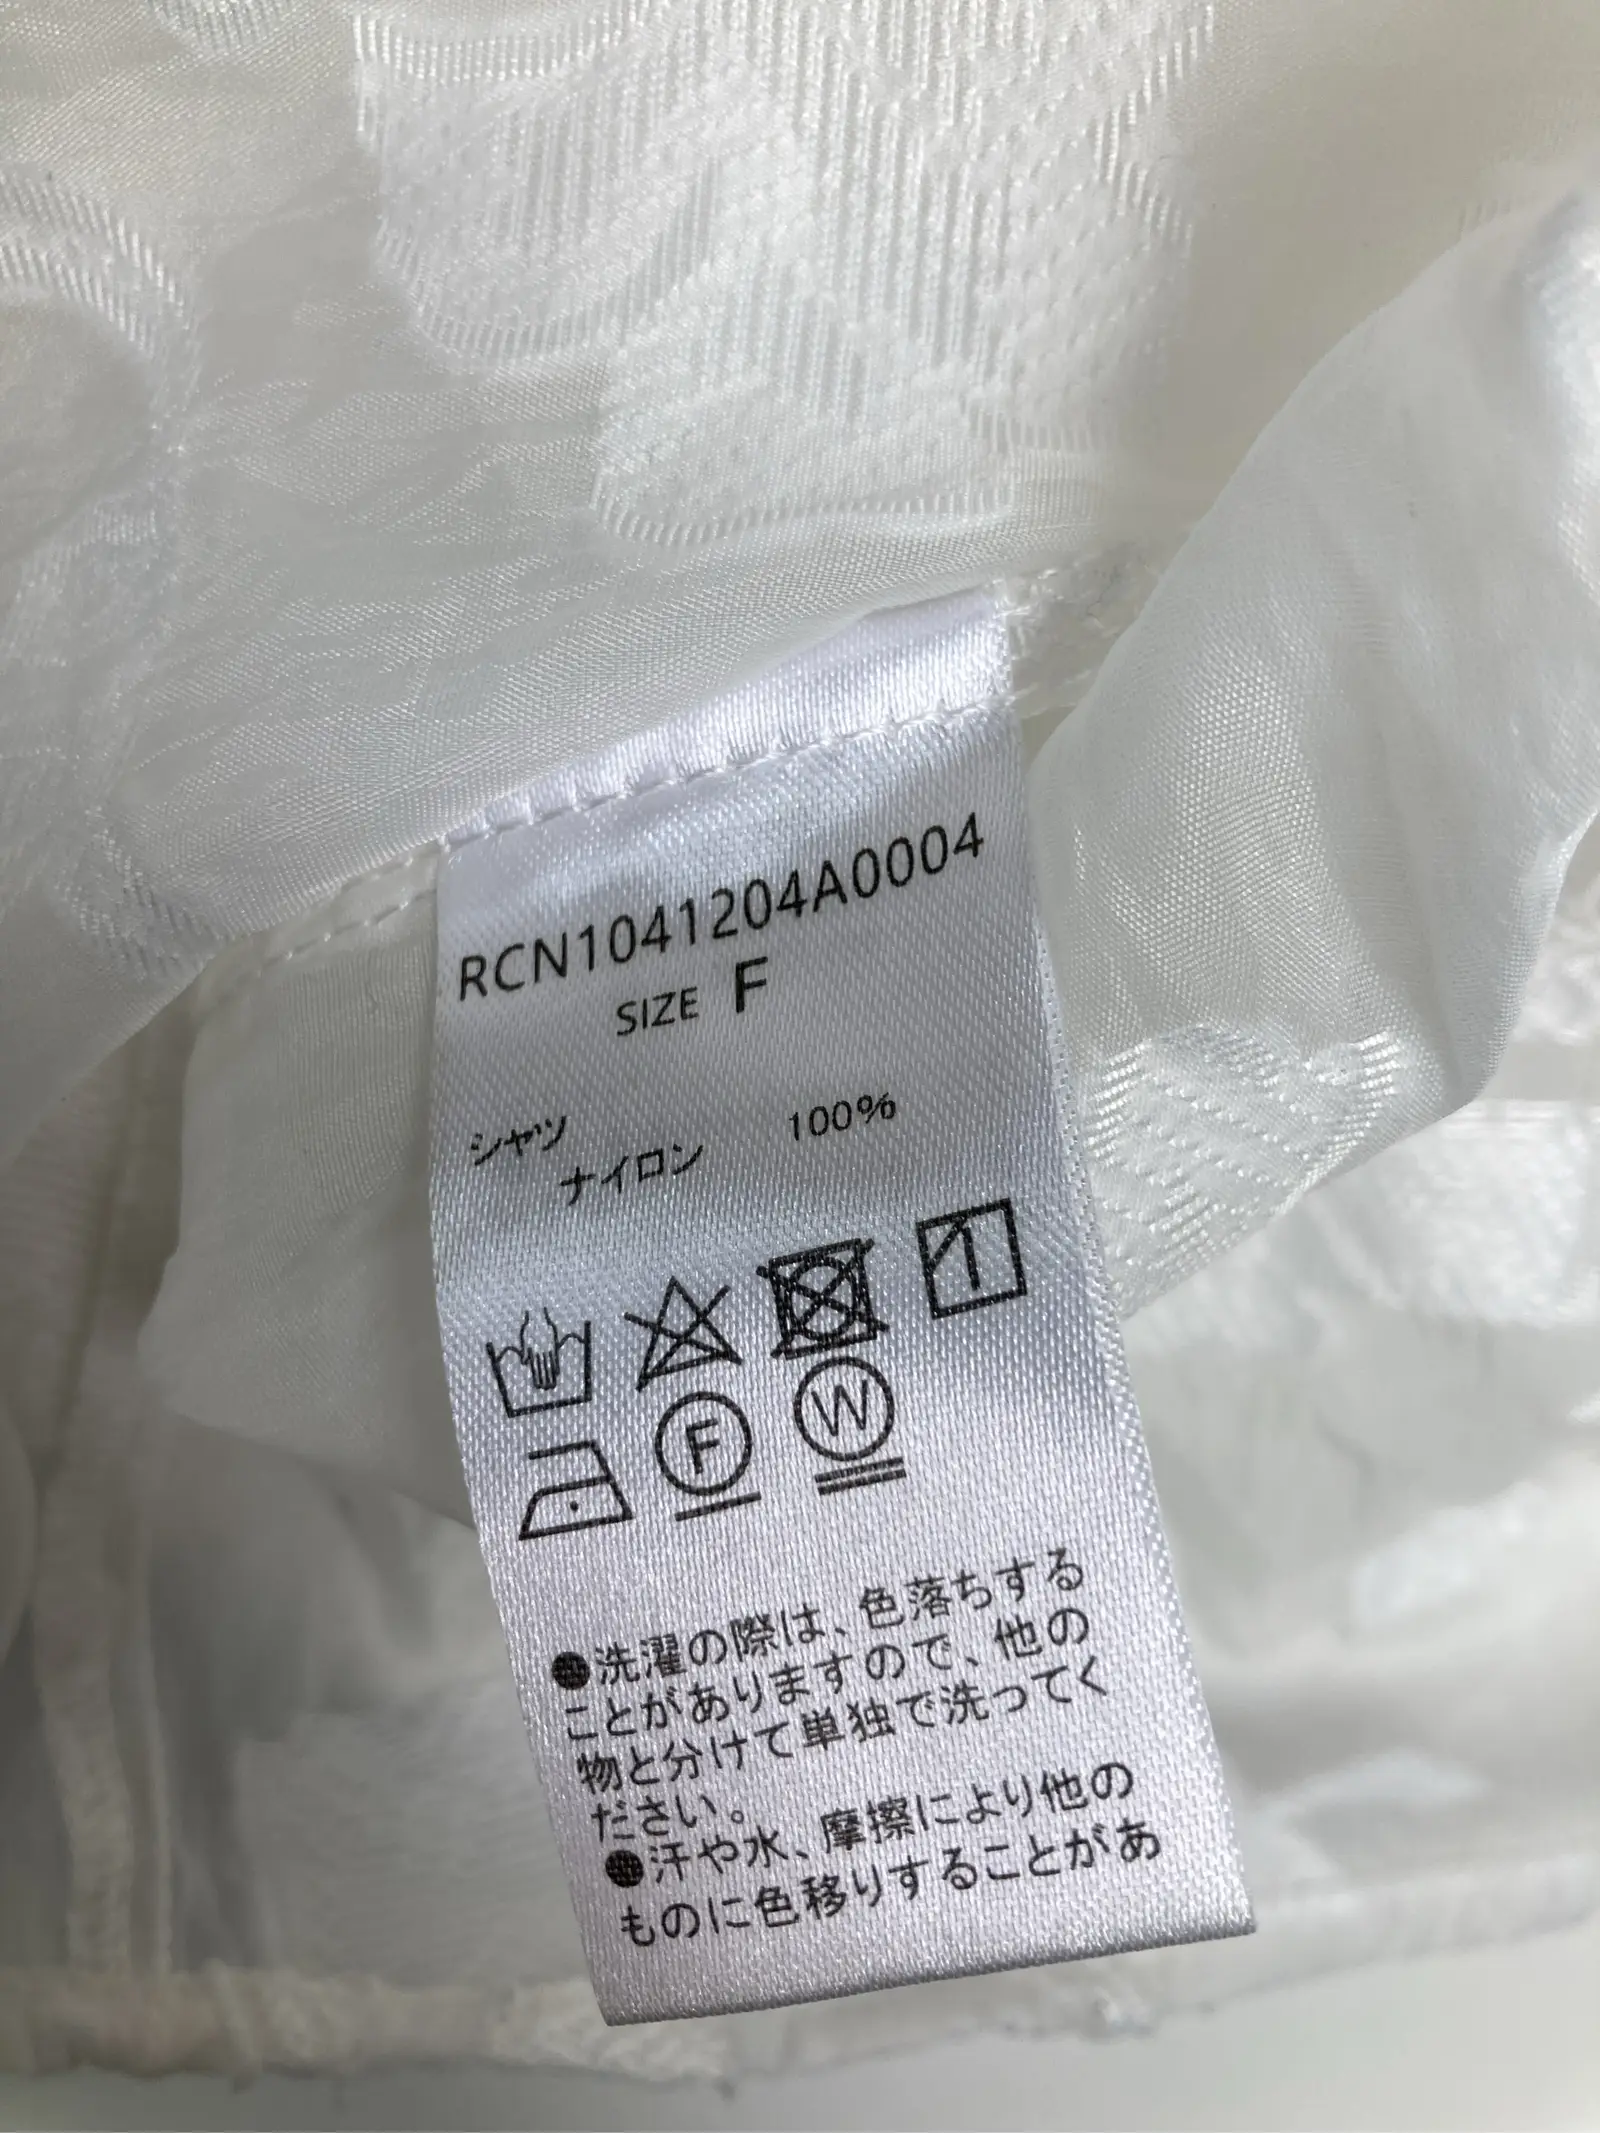 RCN1041204A0004
SIZE F
シャツ
ナイロン 100%
F W
●洗濯の際は、色落ちする
ことがありますので、他の
物と分けて単独で洗ってく
ださい。
●汗や水、摩擦により他の
ものに色移りすることがあ